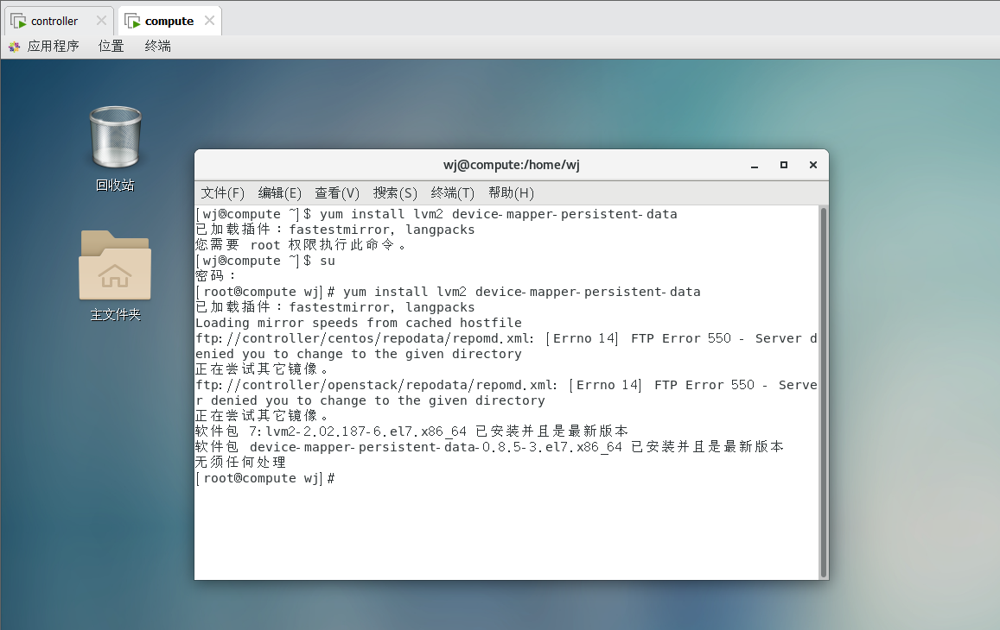 controller
compute
应用程序 位置 终端
回收站
主文件夹
wj@compute:/home/wj
文件(F) 编辑(E) 查看(V) 搜索(S) 终端(T) 帮助(H)
[wj@compute ~]$ yum install lvm2 device-mapper-persistent-data
已加载插件：fastestmirror, langpacks
您需要 root 权限执行此命令。
[wj@compute ~]$ su
密码：
[root@compute wj]# yum install lvm2 device-mapper-persistent-data
已加载插件：fastestmirror, langpacks
Loading mirror speeds from cached hostfile
ftp://controller/centos/repodata/repomd.xml: [Errno 14] FTP Error 550 - Server d
enied you to change to the given directory
正在尝试其它镜像。
ftp://controller/openstack/repodata/repomd.xml: [Errno 14] FTP Error 550 - Serve
r denied you to change to the given directory
正在尝试其它镜像。
软件包 7:lvm2-2.02.187-6.el7.x86_64 已安装并且是最新版本
软件包 device-mapper-persistent-data-0.8.5-3.el7.x86_64 已安装并且是最新版本
无须任何处理
[root@compute wj]#